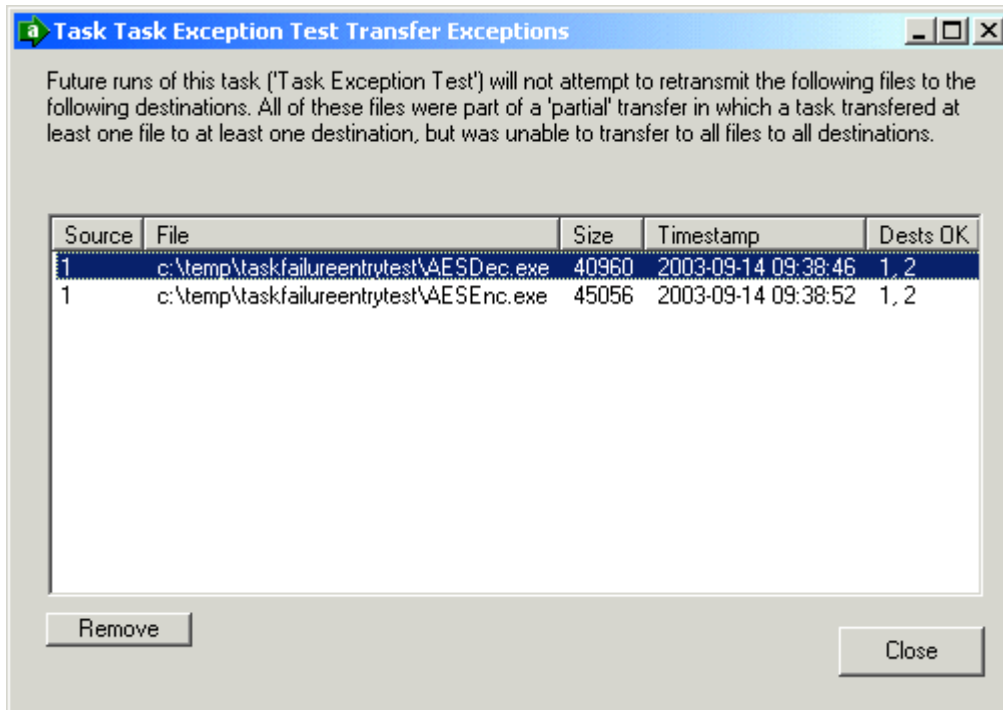 a Task Task Exception Test Transfer Exceptions
Future runs of this task ('Task Exception Test') will not attempt to retransmit the following files to the
following destinations. All of these files were part of a 'partial' transfer in which a task transfered at
least one file to at least one destination, but was unable to transfer to all files to all destinations.
Source File Size Timestamp Dests OK
1 c:\temp\taskfailureentrytest\AESDec.exe 40960 2003-09-14 09:38:46 1, 2
1 c:\temp\taskfailureentrytest\AESEnc.exe 45056 2003-09-14 09:38:52 1, 2
Remove
Close